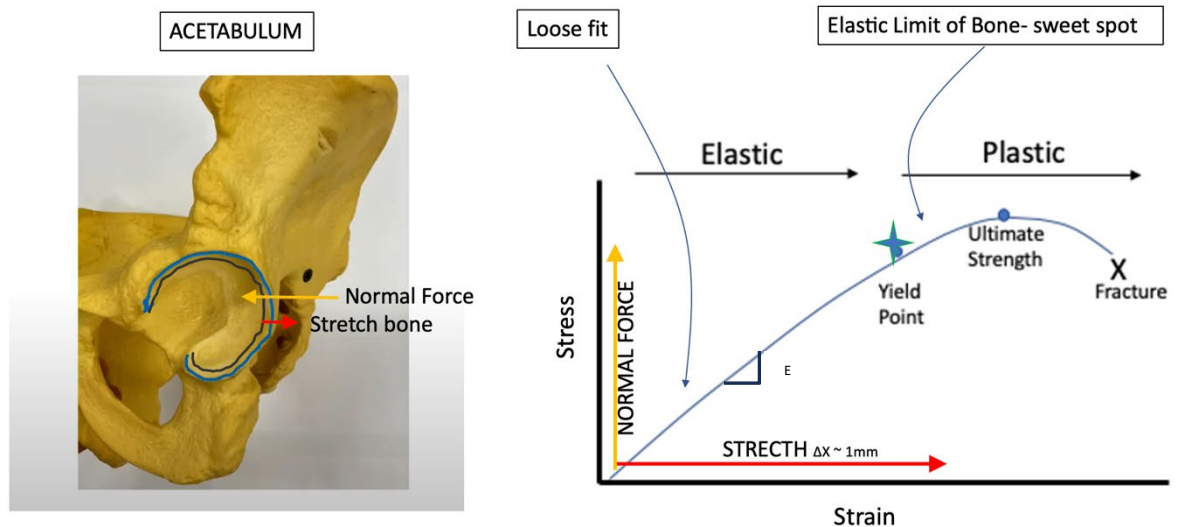 ACETABULUM
Normal Force
Stretch bone
Loose fit
Elastic Limit of Bone- sweet spot
Elastic
Plastic
Ultimate
Strength
Yield
Point
X
Fracture
E
Stress
NORMAL FORCE
STRECTH ΔX ~ 1mm
Strain